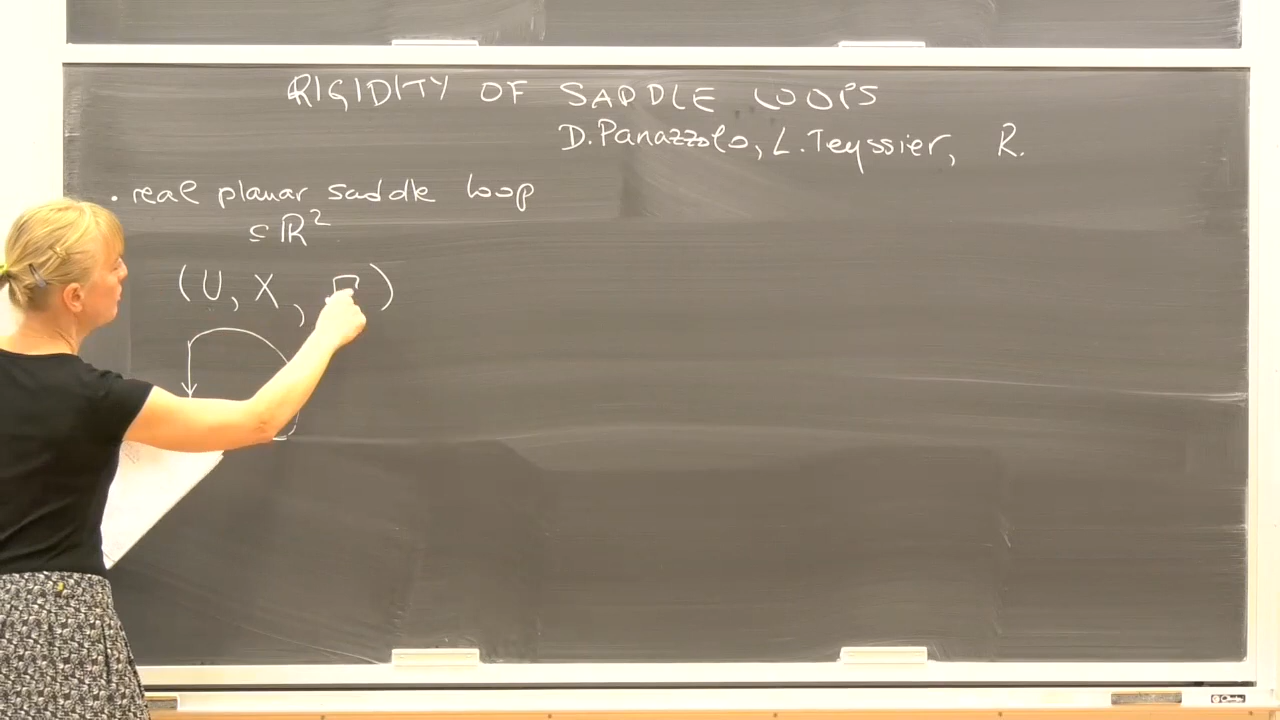 RIGIDITY OF SADDLE LOOPS
D. Panazzolo, L. Teyssier, R.
• real planar saddle loop
⊆ ℝ²
(U, X, Γ)